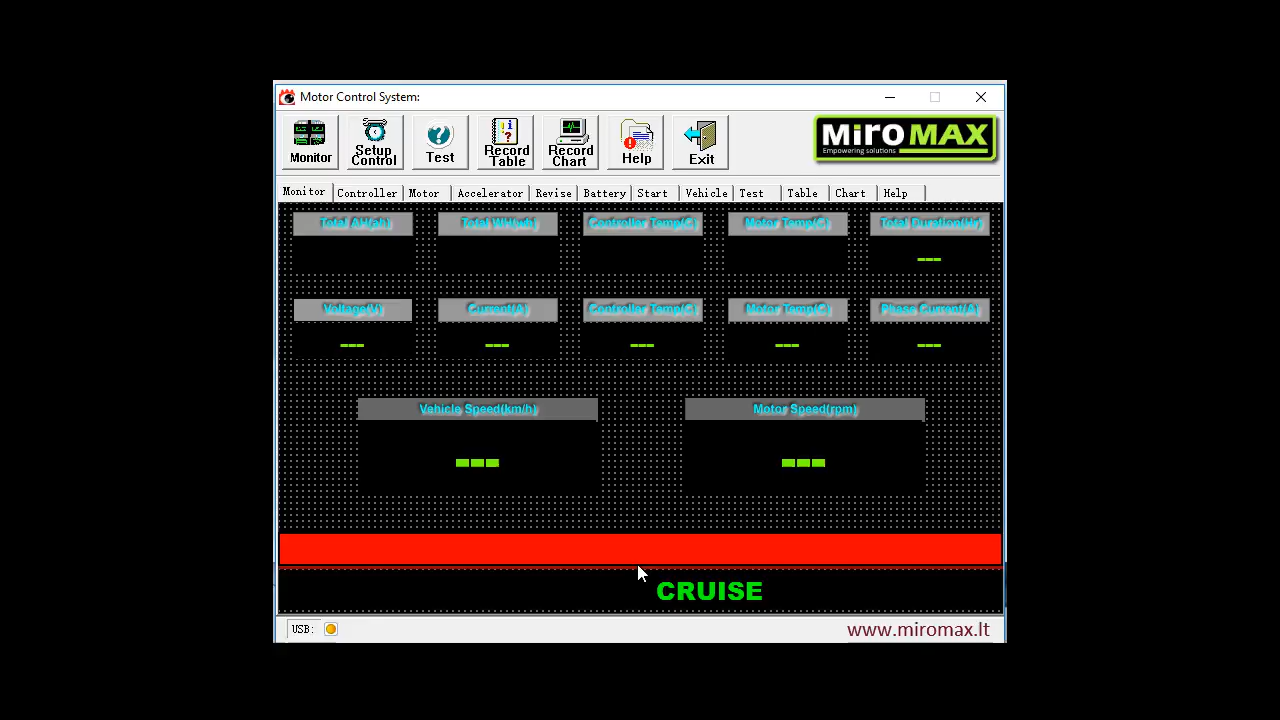 Motor Control System:
Monitor
Setup
Control
Test
Record
Table
Record
Chart
Help
Exit
MiroMAX
Empowering solutions
Monitor Controller Motor Accelerator Revise Battery Start Vehicle Test Table Chart Help
Total AH(ah) Total WH(wh) Controller Temp(C) Motor Temp(C) Total Duration(Hr)
---
Voltage(V) Current(A) Controller Temp(C) Motor Temp(C) Phase Current(A)
--- --- --- --- ---
Vehicle Speed(km/h) Motor Speed(rpm)
--- ---
CRUISE
USB:
www.miromax.lt